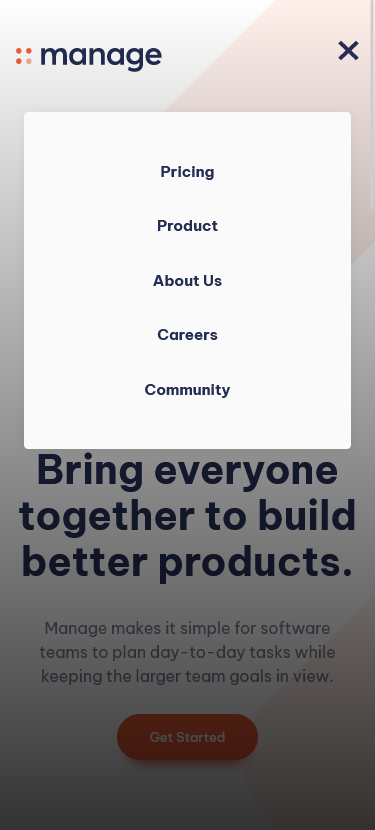 manage
Pricing
Product
About Us
Careers
Community
Bring everyone
together to build
better products.
Manage makes it simple for software
teams to plan day-to-day tasks while
keeping the larger team goals in view.
Get Started